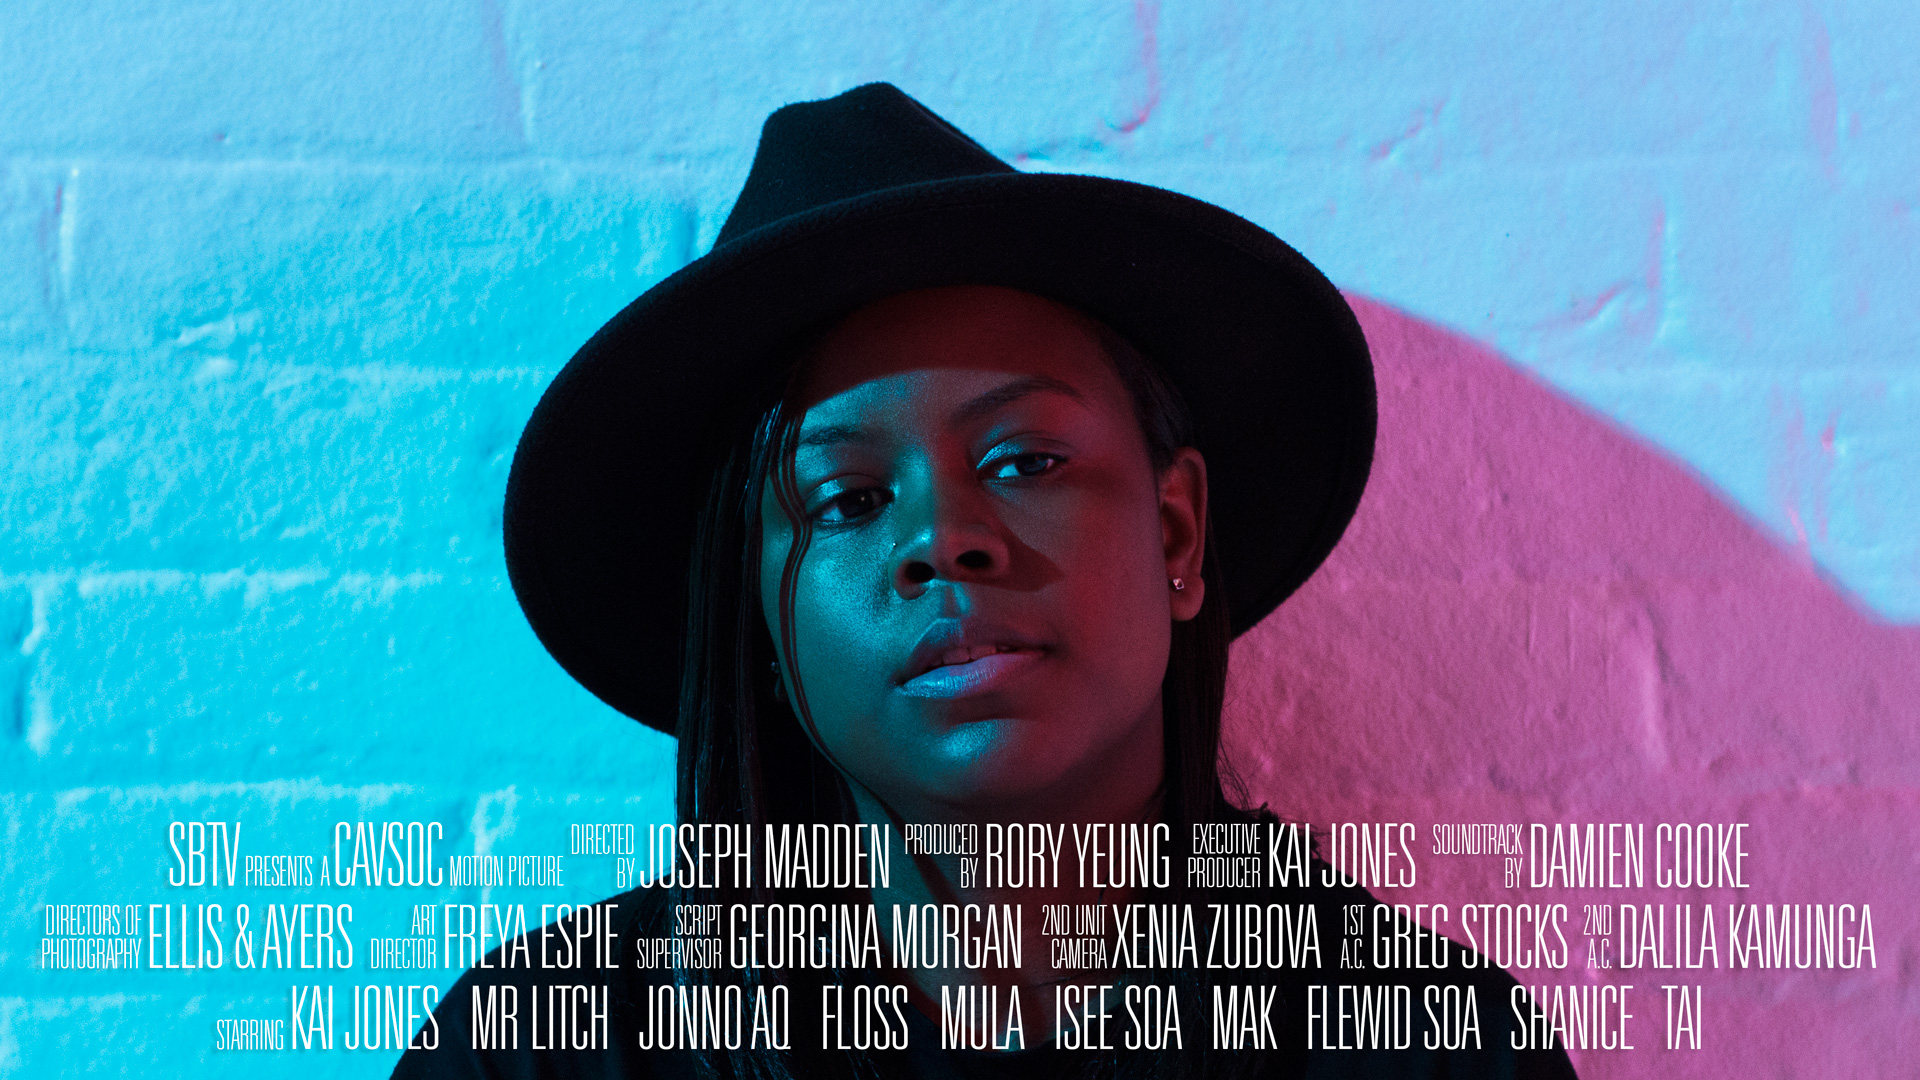 SBTV PRESENTS A CAVSOC MOTION PICTURE DIRECTED BY JOSEPH MADDEN PRODUCED BY RORY YEUNG EXECUTIVE PRODUCER KAI JONES SOUNDTRACK BY DAMIEN COOKE
DIRECTORS OF PHOTOGRAPHY ELLIS & AYERS ART DIRECTOR FREYA ESPIE SCRIPT SUPERVISOR GEORGINA MORGAN 2ND UNIT CAMERA XENIA ZUBOVA 1ST A.C. GREG STOCKS 2ND A.C. DALILA KAMUNGA
STARRING KAI JONES MR LITCH JONNO AQ FLOSS MULA ISEE SOA MAK FLEWID SOA SHANICE TAI